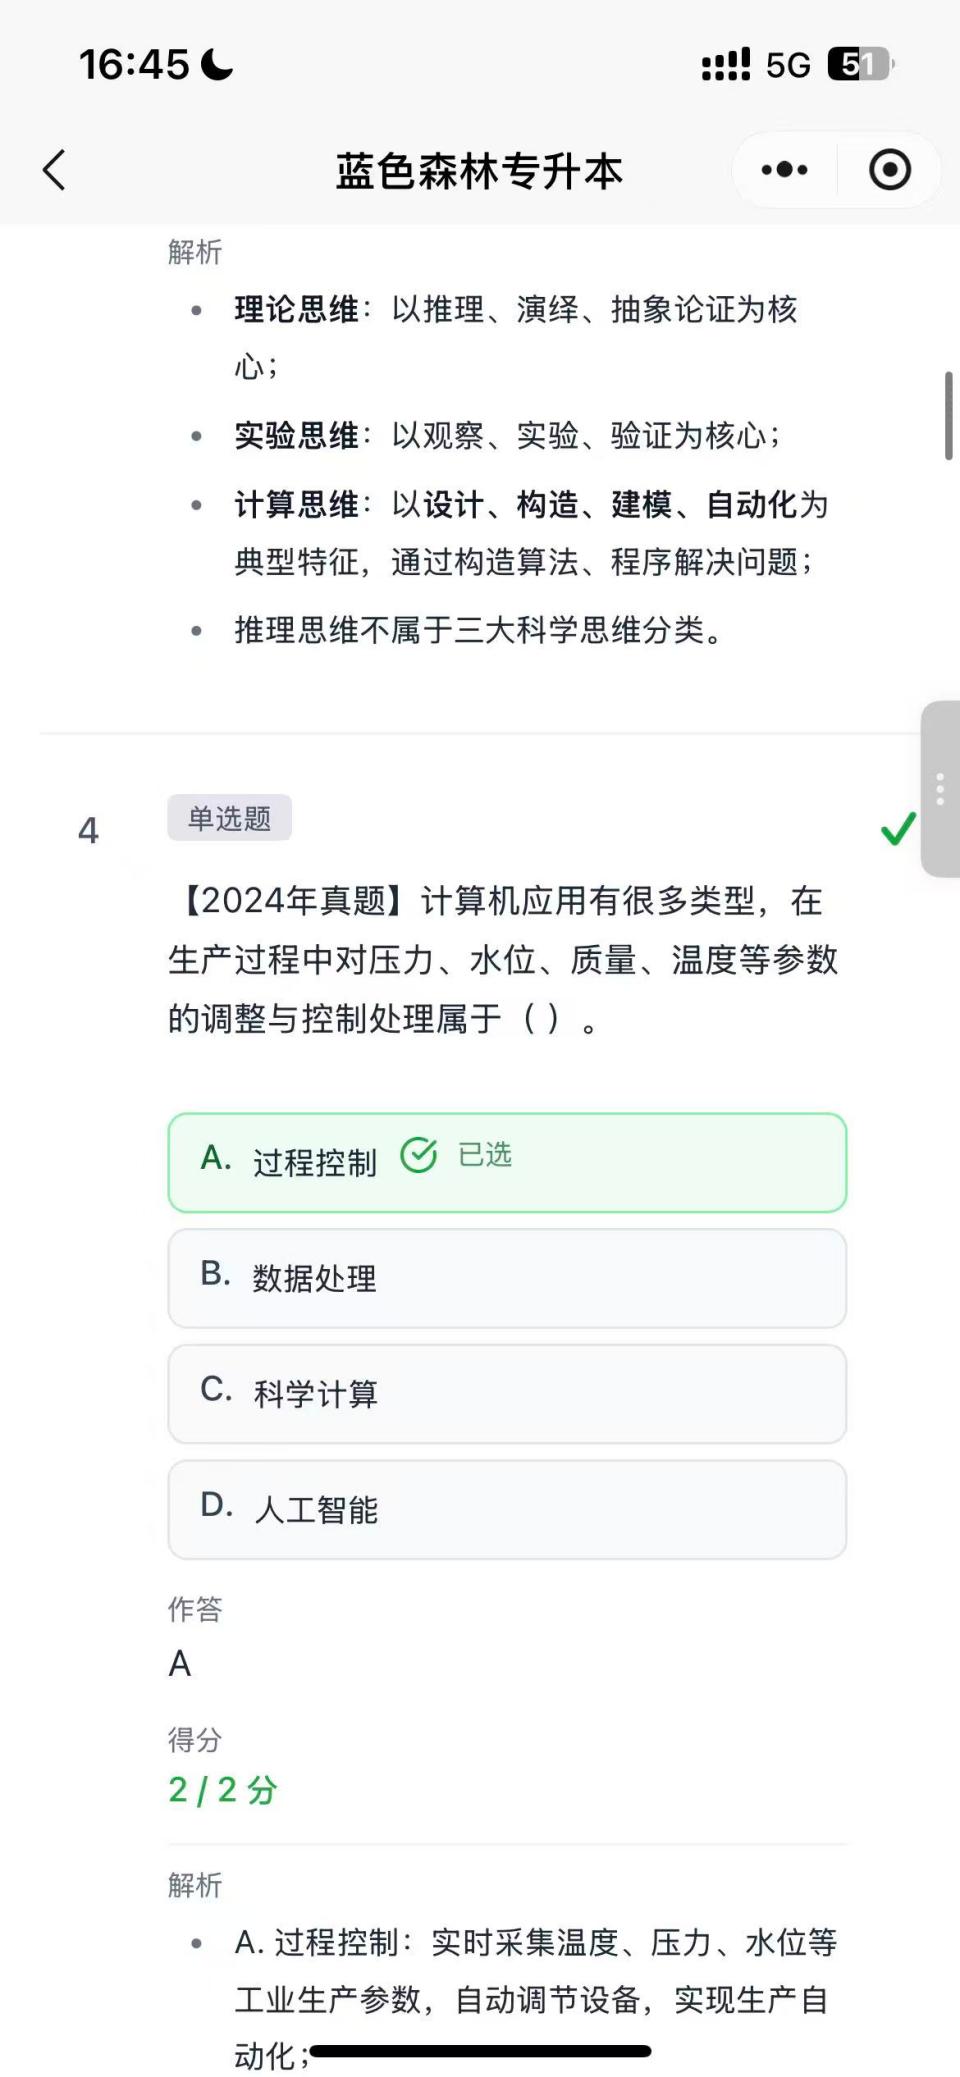 16:45
5G
51
蓝色森林专升本
解析
理论思维：以推理、演绎、抽象论证为核
心；
实验思维：以观察、实验、验证为核心；
计算思维：以设计、构造、建模、自动化为
典型特征，通过构造算法、程序解决问题；
推理思维不属于三大科学思维分类。
4
单选题
【2024年真题】计算机应用有很多类型，在
生产过程中对压力、水位、质量、温度等参数
的调整与控制处理属于（ ）。
A. 过程控制 已选
B. 数据处理
C. 科学计算
D. 人工智能
作答
A
得分
2 / 2 分
解析
A. 过程控制：实时采集温度、压力、水位等
工业生产参数，自动调节设备，实现生产自
动化；